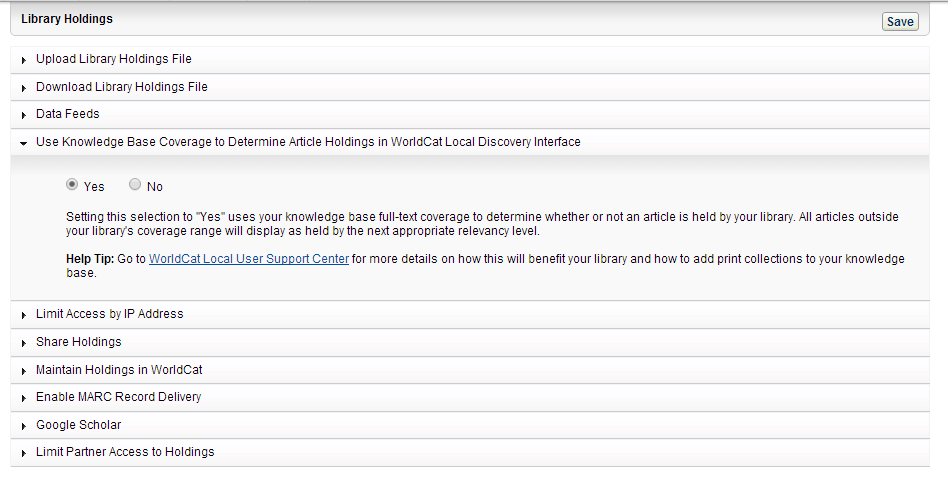 Library Holdings
Save
Upload Library Holdings File
Download Library Holdings File
Data Feeds
Use Knowledge Base Coverage to Determine Article Holdings in WorldCat Local Discovery Interface
Yes No
Setting this selection to "Yes" uses your knowledge base full-text coverage to determine whether or not an article is held by your library. All articles outside
your library's coverage range will display as held by the next appropriate relevancy level.
Help Tip: Go to WorldCat Local User Support Center for more details on how this will benefit your library and how to add print collections to your knowledge
base.
Limit Access by IP Address
Share Holdings
Maintain Holdings in WorldCat
Enable MARC Record Delivery
Google Scholar
Limit Partner Access to Holdings